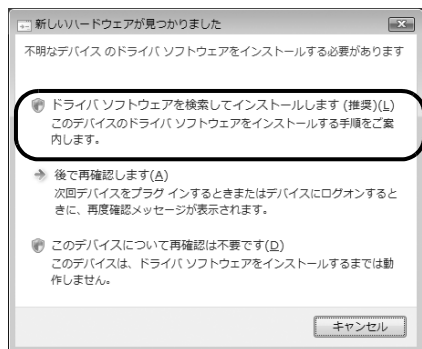 新しいハードウェアが見つかりました
不明なデバイス のドライバ ソフトウェアをインストールする必要があります
ドライバ ソフトウェアを検索してインストールします (推奨)(L)
このデバイスのドライバ ソフトウェアをインストールする手順をご案
内します。
後で再確認します(A)
次回デバイスをプラグ インするときまたはデバイスにログオンすると
きに、再度確認メッセージが表示されます。
このデバイスについて再確認は不要です(D)
このデバイスは、ドライバ ソフトウェアをインストールするまでは動
作しません。
キャンセル